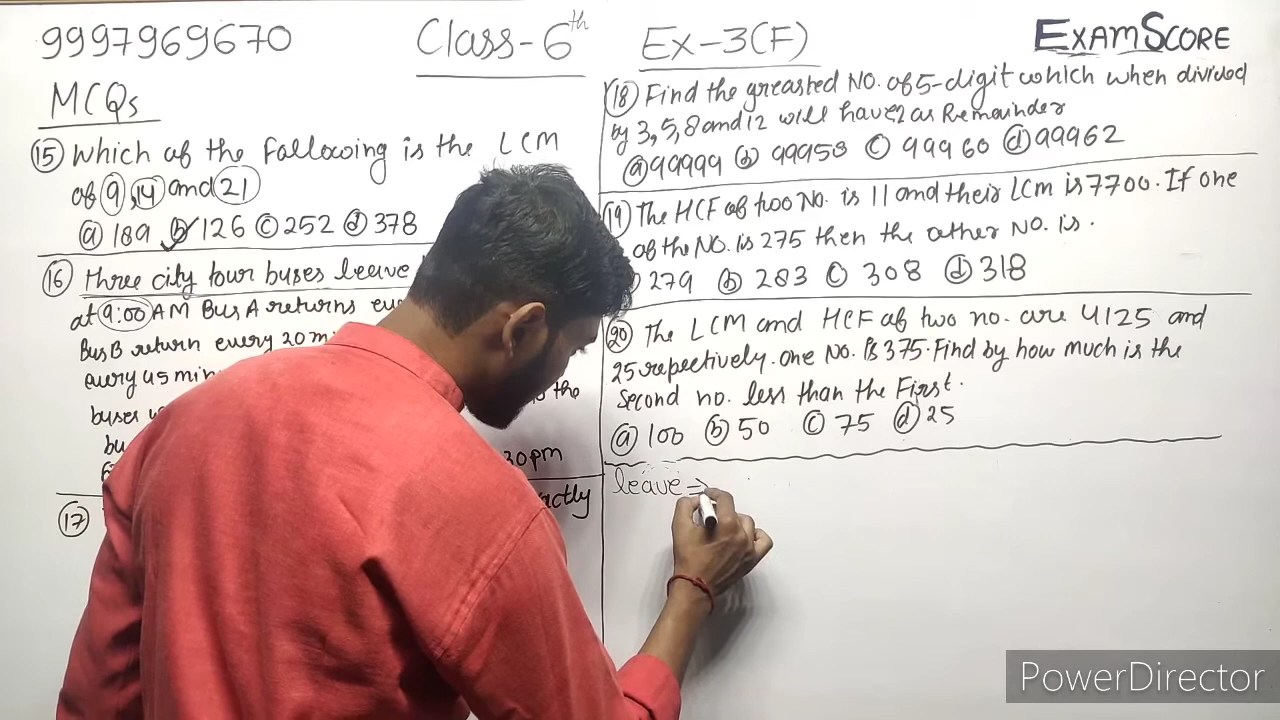 9997969670
Class-6th
Ex-3(F)
EXAMSCORE
MCQs
15 Which of the following is the LCM
of 9, 14 and 21
a 189 b 126 c 252 d 378
16 Three city tour buses leave
at 9:00 AM Bus A returns
Bus B return every 20
every 45 min
the
buses
30pm
17
18 Find the greasted NO. of 5-digit which when divided
by 3, 5, 8 and 12 will have 2 as Remainder
a 99999 b 99958 c 99960 d 99962
19 The HCF of two NO. is 11 and their LCM is 7700. If one
of the NO. is 275 then the other NO. is.
279 b 283 c 308 d 318
20 The LCM and HCF of two no. are 4125 and
25 repectively. one NO. is 375. Find by how much is the
second no. less than the First.
a 100 b 50 c 75 d 25
leave ⇒
PowerDirector